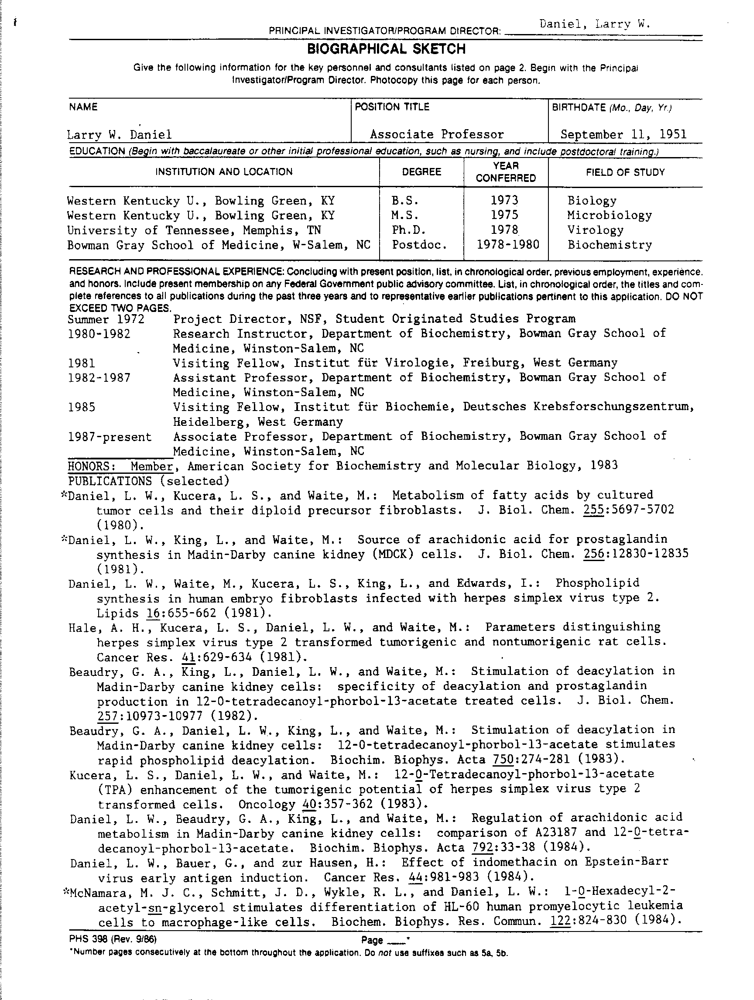 PRINCIPAL INVESTIGATOR/PROGRAM DIRECTOR: Daniel, Larry W.
BIOGRAPHICAL SKETCH
Give the following information for the key personnel and consultants listed on page 2. Begin with the Principal
Investigator/Program Director. Photocopy this page for each person.
NAME POSITION TITLE BIRTHDATE (Mo., Day, Yr.)
Larry W. Daniel Associate Professor September 11, 1951
EDUCATION (Begin with baccalaureate or other initial professional education, such as nursing, and include postdoctoral training.)
INSTITUTION AND LOCATION DEGREE YEAR CONFERRED FIELD OF STUDY
Western Kentucky U., Bowling Green, KY B.S. 1973 Biology
Western Kentucky U., Bowling Green, KY M.S. 1975 Microbiology
University of Tennessee, Memphis, TN Ph.D. 1978 Virology
Bowman Gray School of Medicine, W-Salem, NC Postdoc. 1978-1980 Biochemistry
RESEARCH AND PROFESSIONAL EXPERIENCE: Concluding with present position, list, in chronological order, previous employment, experience,
and honors. Include present membership on any Federal Government public advisory committee. List, in chronological order, the titles and com-
plete references to all publications during the past three years and to representative earlier publications pertinent to this application. DO NOT
EXCEED TWO PAGES.
Summer 1972 Project Director, NSF, Student Originated Studies Program
1980-1982 Research Instructor, Department of Biochemistry, Bowman Gray School of
Medicine, Winston-Salem, NC
1981 Visiting Fellow, Institut für Virologie, Freiburg, West Germany
1982-1987 Assistant Professor, Department of Biochemistry, Bowman Gray School of
Medicine, Winston-Salem, NC
1985 Visiting Fellow, Institut für Biochemie, Deutsches Krebsforschungszentrum,
Heidelberg, West Germany
1987-present Associate Professor, Department of Biochemistry, Bowman Gray School of
Medicine, Winston-Salem, NC
HONORS: Member, American Society for Biochemistry and Molecular Biology, 1983
PUBLICATIONS (selected)
*Daniel, L. W., Kucera, L. S., and Waite, M.: Metabolism of fatty acids by cultured
tumor cells and their diploid precursor fibroblasts. J. Biol. Chem. 255:5697-5702
(1980).
*Daniel, L. W., King, L., and Waite, M.: Source of arachidonic acid for prostaglandin
synthesis in Madin-Darby canine kidney (MDCK) cells. J. Biol. Chem. 256:12830-12835
(1981).
Daniel, L. W., Waite, M., Kucera, L. S., King, L., and Edwards, I.: Phospholipid
synthesis in human embryo fibroblasts infected with herpes simplex virus type 2.
Lipids 16:655-662 (1981).
Hale, A. H., Kucera, L. S., Daniel, L. W., and Waite, M.: Parameters distinguishing
herpes simplex virus type 2 transformed tumorigenic and nontumorigenic rat cells.
Cancer Res. 41:629-634 (1981).
Beaudry, G. A., King, L., Daniel, L. W., and Waite, M.: Stimulation of deacylation in
Madin-Darby canine kidney cells: specificity of deacylation and prostaglandin
production in 12-0-tetradecanoyl-phorbol-13-acetate treated cells. J. Biol. Chem.
257:10973-10977 (1982).
Beaudry, G. A., Daniel, L. W., King, L., and Waite, M.: Stimulation of deacylation in
Madin-Darby canine kidney cells: 12-0-tetradecanoyl-phorbol-13-acetate stimulates
rapid phospholipid deacylation. Biochim. Biophys. Acta 750:274-281 (1983).
Kucera, L. S., Daniel, L. W., and Waite, M.: 12-0-Tetradecanoyl-phorbol-13-acetate
(TPA) enhancement of the tumorigenic potential of herpes simplex virus type 2
transformed cells. Oncology 40:357-362 (1983).
Daniel, L. W., Beaudry, G. A., King, L., and Waite, M.: Regulation of arachidonic acid
metabolism in Madin-Darby canine kidney cells: comparison of A23187 and 12-0-tetra-
decanoyl-phorbol-13-acetate. Biochim. Biophys. Acta 792:33-38 (1984).
Daniel, L. W., Bauer, G., and zur Hausen, H.: Effect of indomethacin on Epstein-Barr
virus early antigen induction. Cancer Res. 44:981-983 (1984).
*McNamara, M. J. C., Schmitt, J. D., Wykle, R. L., and Daniel, L. W.: 1-0-Hexadecyl-2-
acetyl-sn-glycerol stimulates differentiation of HL-60 human promyelocytic leukemia
cells to macrophage-like cells. Biochem. Biophys. Res. Commun. 122:824-830 (1984).
PHS 398 (Rev. 9/86) Page ___*
*Number pages consecutively at the bottom throughout the application. Do not use suffixes such as 5a, 5b.